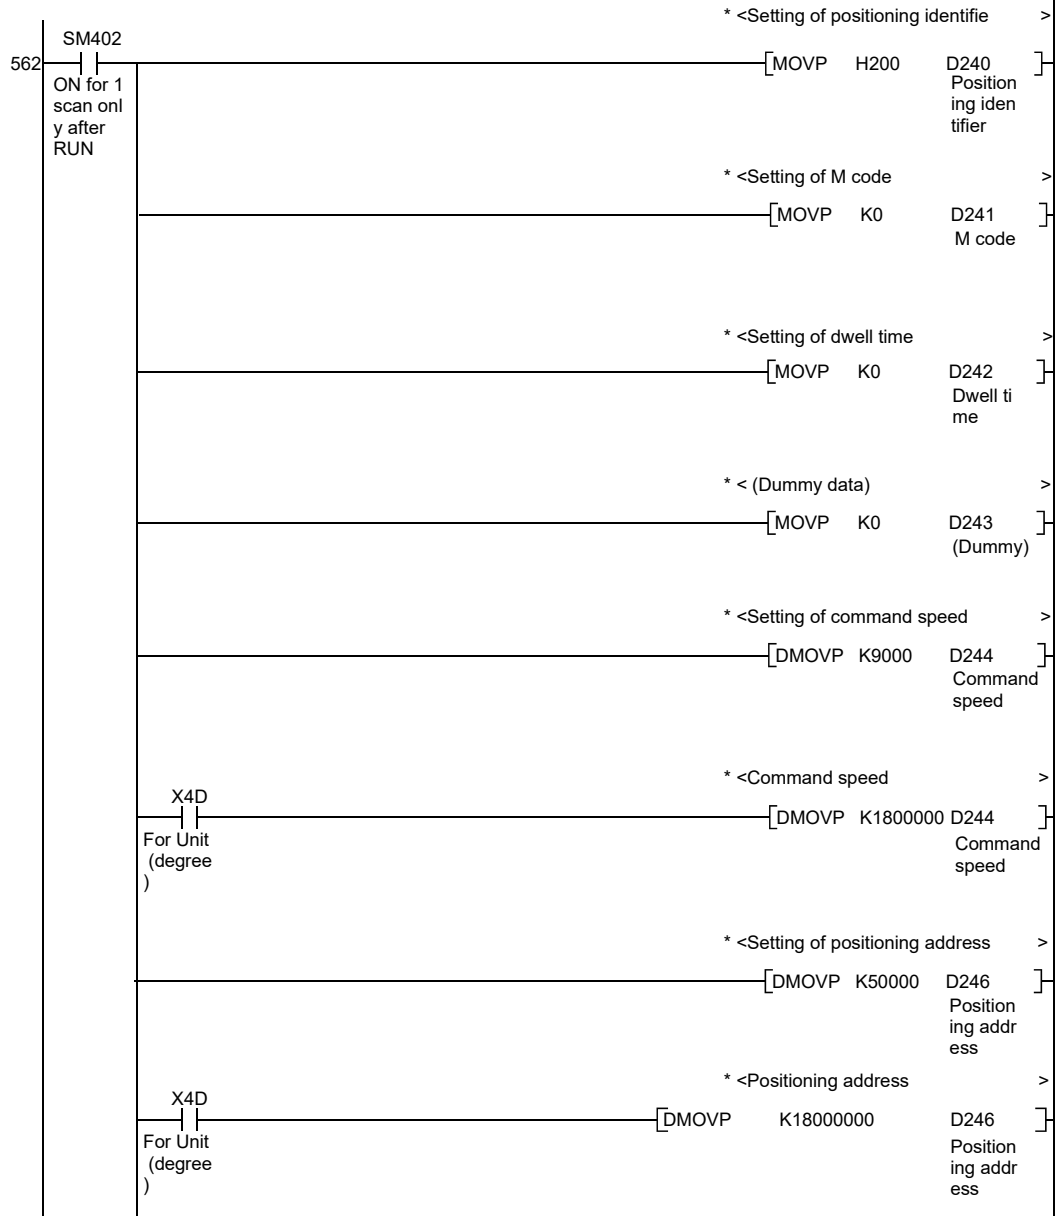 * <Setting of positioning identifie >
SM402
562
[MOVP H200 D240 ]
ON for 1
scan onl
y after
RUN
Position
ing iden
tifier
* <Setting of M code >
[MOVP K0 D241 ]
M code
* <Setting of dwell time >
[MOVP K0 D242 ]
Dwell ti
me
* < (Dummy data) >
[MOVP K0 D243 ]
(Dummy)
* <Setting of command speed >
[DMOVP K9000 D244 ]
Command
speed
* <Command speed >
X4D
[DMOVP K1800000 D244 ]
For Unit
(degree
)
Command
speed
* <Setting of positioning address >
[DMOVP K50000 D246 ]
Position
ing addr
ess
* <Positioning address >
X4D
[DMOVP K18000000 D246 ]
For Unit
(degree
)
Position
ing addr
ess